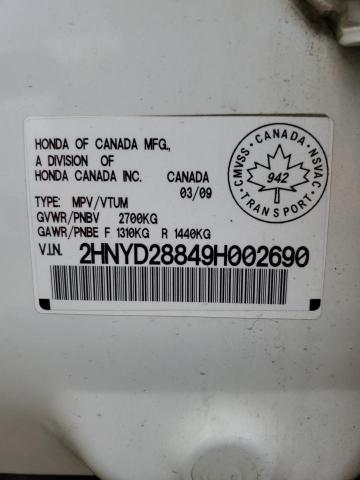 HONDA OF CANADA MFG.,
A DIVISION OF
HONDA CANADA INC. CANADA
03/09
TYPE: MPV/VTUM
GVWR/PNBV 2700KG
GAWR/PNBE F 1310KG R 1440KG
V.I.N. 2HNYD28849H002690
CMVSS · CANADA · NSVAC
942
TRANSPORT